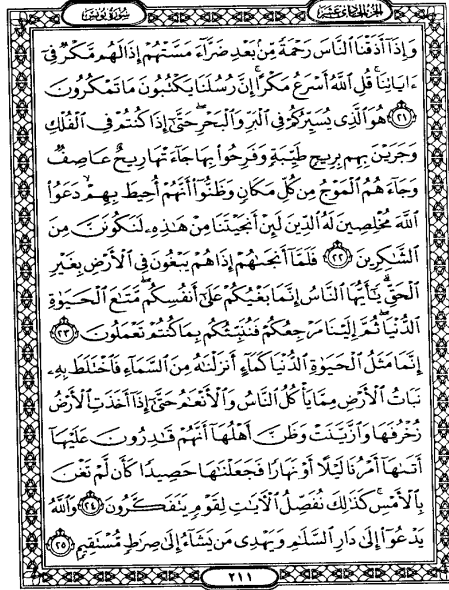 سورة يونس
الجزء الحادي عشر
وَإِذَآ أَذَقْنَا ٱلنَّاسَ رَحْمَةً مِّنۢ بَعْدِ ضَرَّآءَ مَسَّتْهُمْ إِذَا لَهُم مَّكْرٌ فِىٓ
ءَايَاتِنَا ۚ قُلِ ٱللَّهُ أَسْرَعُ مَكْرًا ۚ إِنَّ رُسُلَنَا يَكْتُبُونَ مَا تَمْكُرُونَ
﴿٢١﴾ هُوَ ٱلَّذِى يُسَيِّرُكُمْ فِى ٱلْبَرِّ وَٱلْبَحْرِ ۖ حَتَّىٰٓ إِذَا كُنتُمْ فِى ٱلْفُلْكِ
وَجَرَيْنَ بِهِم بِرِيحٍ طَيِّبَةٍ وَفَرِحُوا۟ بِهَا جَآءَتْهَا رِيحٌ عَاصِفٌ
وَجَآءَهُمُ ٱلْمَوْجُ مِن كُلِّ مَكَانٍ وَظَنُّوٓا۟ أَنَّهُمْ أُحِيطَ بِهِمْ ۙ دَعَوُا۟
ٱللَّهَ مُخْلِصِينَ لَهُ ٱلدِّينَ لَئِنْ أَنجَيْتَنَا مِنْ هَٰذِهِۦ لَنَكُونَنَّ مِنَ
ٱلشَّٰكِرِينَ ﴿٢٢﴾ فَلَمَّآ أَنجَىٰهُمْ إِذَا هُمْ يَبْغُونَ فِى ٱلْأَرْضِ بِغَيْرِ
ٱلْحَقِّ ۗ يَٰٓأَيُّهَا ٱلنَّاسُ إِنَّمَا بَغْيُكُمْ عَلَىٰٓ أَنفُسِكُم ۖ مَّتَٰعَ ٱلْحَيَوٰةِ
ٱلدُّنْيَا ۖ ثُمَّ إِلَيْنَا مَرْجِعُكُمْ فَنُنَبِّئُكُم بِمَا كُنتُمْ تَعْمَلُونَ ﴿٢٣﴾
إِنَّمَا مَثَلُ ٱلْحَيَوٰةِ ٱلدُّنْيَا كَمَآءٍ أَنزَلْنَٰهُ مِنَ ٱلسَّمَآءِ فَٱخْتَلَطَ بِهِۦ
نَبَاتُ ٱلْأَرْضِ مِمَّا يَأْكُلُ ٱلنَّاسُ وَٱلْأَنْعَٰمُ حَتَّىٰٓ إِذَآ أَخَذَتِ ٱلْأَرْضُ
زُخْرُفَهَا وَٱزَّيَّنَتْ وَظَنَّ أَهْلُهَآ أَنَّهُمْ قَٰدِرُونَ عَلَيْهَآ
أَتَىٰهَآ أَمْرُنَا لَيْلًا أَوْ نَهَارًا فَجَعَلْنَٰهَا حَصِيدًا كَأَن لَّمْ تَغْنَ
بِٱلْأَمْسِ ۚ كَذَٰلِكَ نُفَصِّلُ ٱلْءَايَٰتِ لِقَوْمٍ يَتَفَكَّرُونَ ﴿٢٤﴾ وَٱللَّهُ
يَدْعُوٓا۟ إِلَىٰ دَارِ ٱلسَّلَٰمِ وَيَهْدِى مَن يَشَآءُ إِلَىٰ صِرَٰطٍ مُّسْتَقِيمٍ ﴿٢٥﴾
٢١١